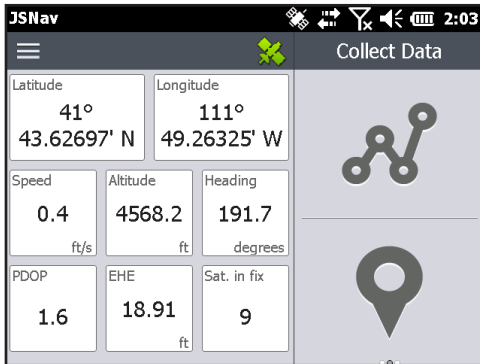 JSNav 2:03
Collect Data
Latitude Longitude
41° 111°
43.62697' N 49.26325' W
Speed Altitude Heading
0.4 4568.2 191.7
ft/s ft degrees
PDOP EHE Sat. in fix
1.6 18.91 9
ft